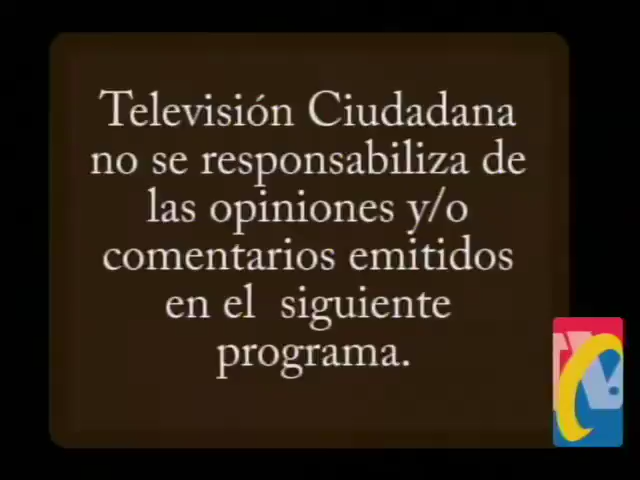 Televisión Ciudadana
no se responsabiliza de
las opiniones y/o
comentarios emitidos
en el siguiente
programa.